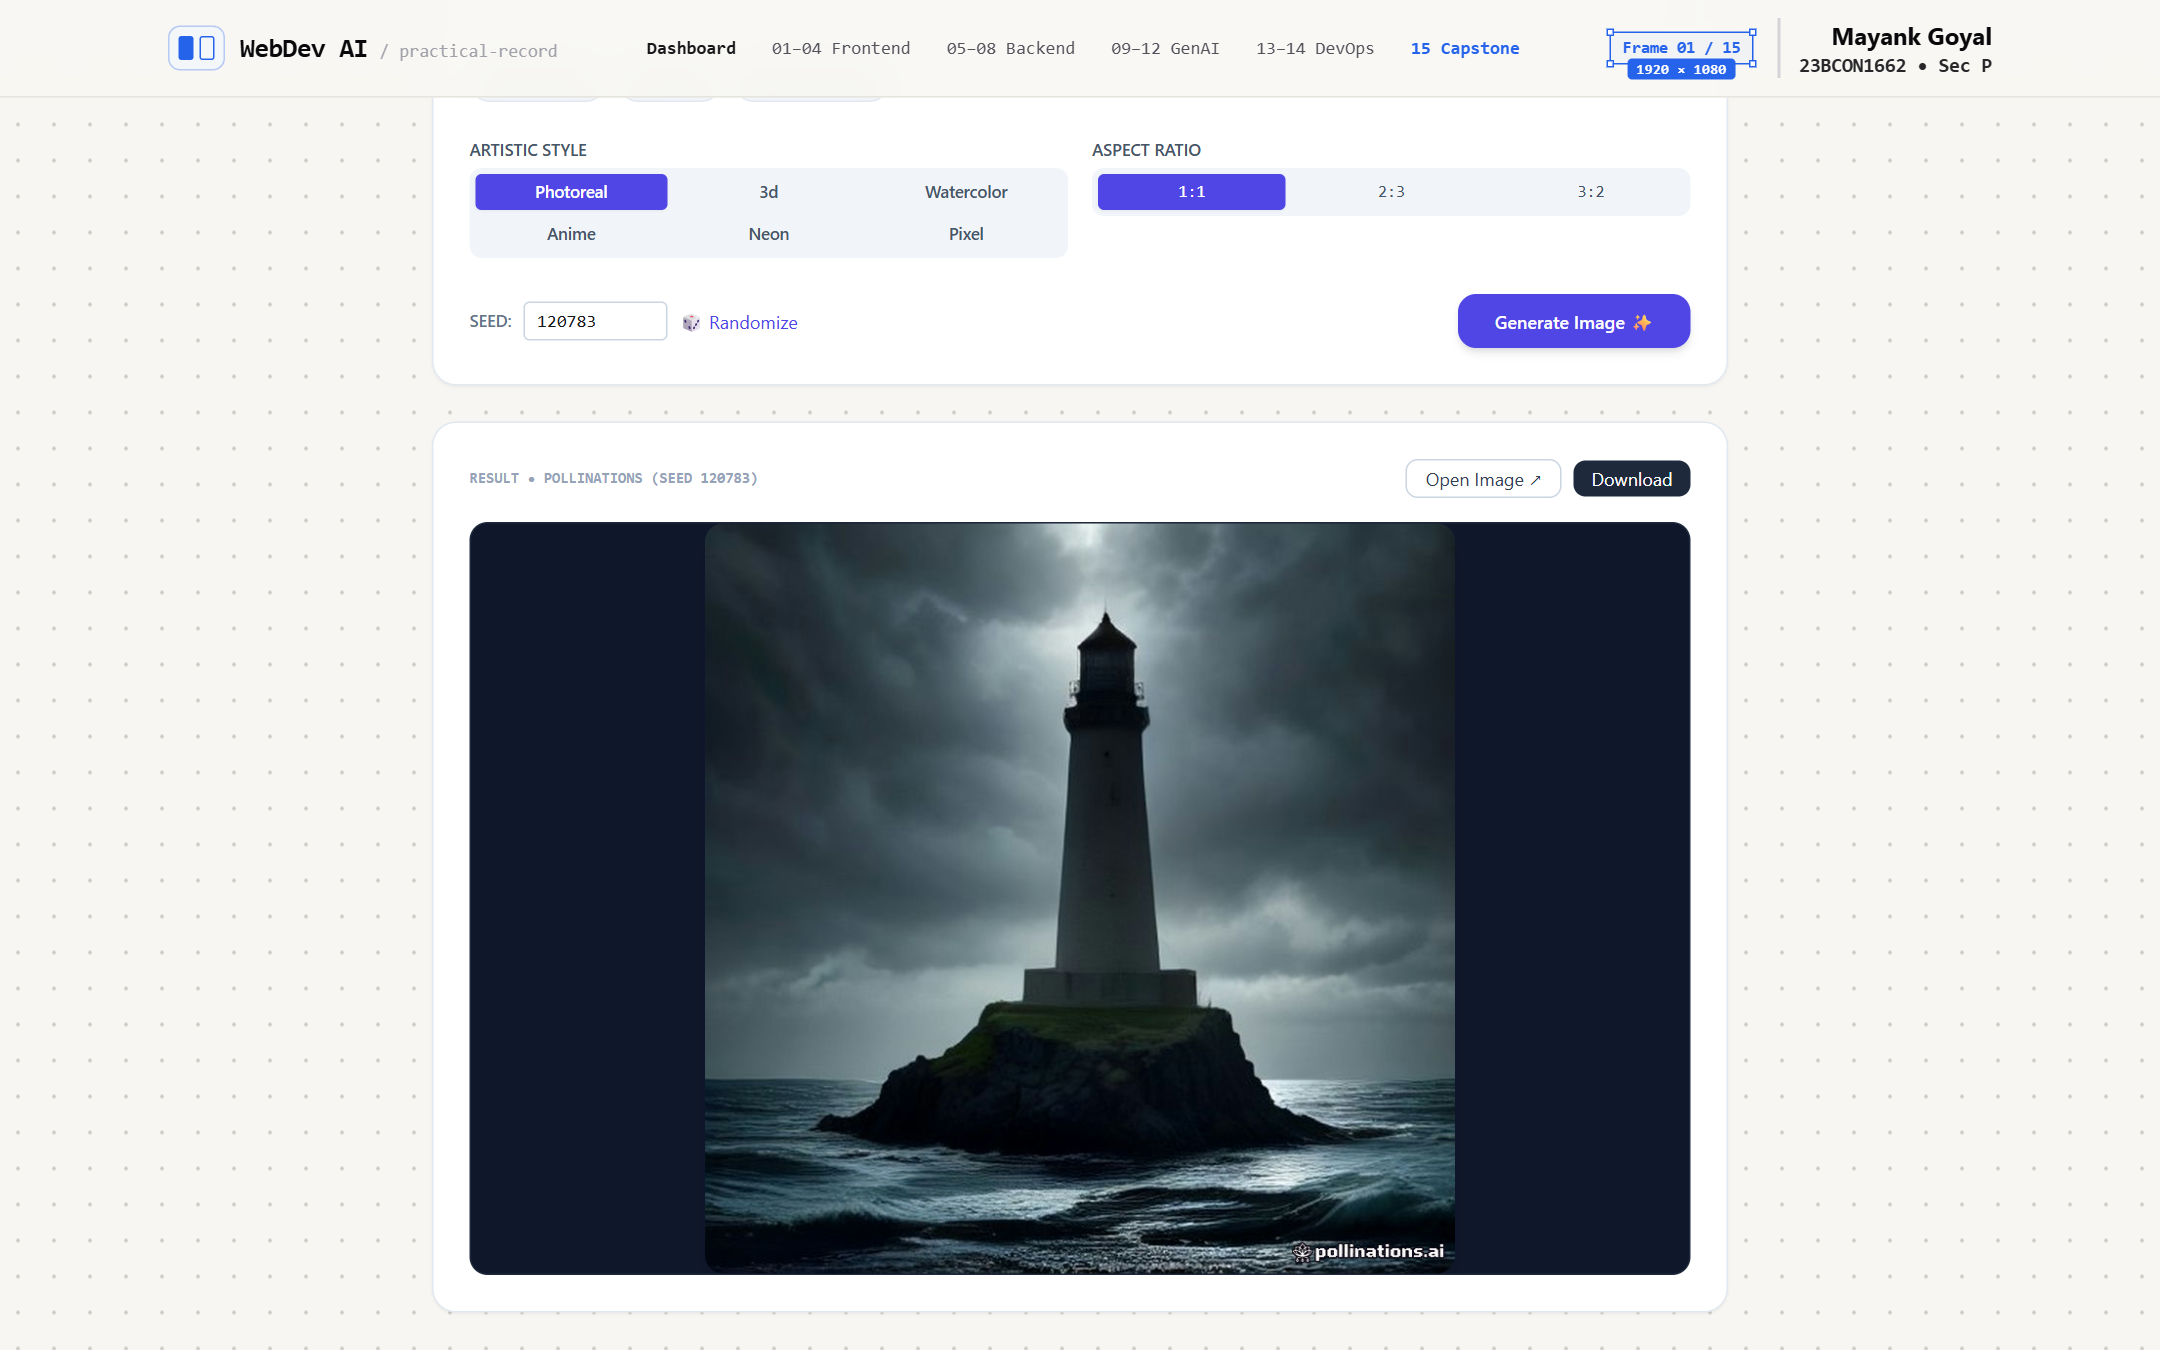 WebDev AI / practical-record
Dashboard
01–04 Frontend
05–08 Backend
09–12 GenAI
13–14 DevOps
15 Capstone
Frame 01 / 15
1920 × 1080
Mayank Goyal
23BCON1662 • Sec P
ARTISTIC STYLE
Photoreal
3d
Watercolor
Anime
Neon
Pixel
ASPECT RATIO
1:1
2:3
3:2
SEED:
120783
🎲 Randomize
Generate Image ✨
RESULT • POLLINATIONS (SEED 120783)
Open Image ↗
Download
pollinations.ai